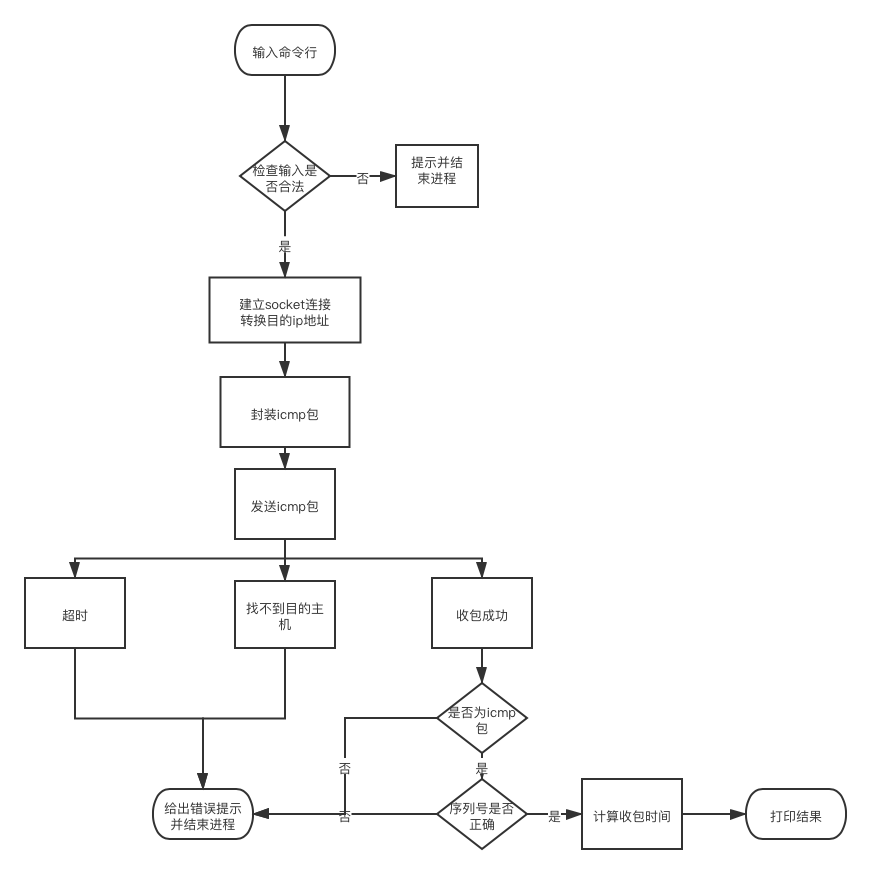 输入命令行
检查输入是
否合法
否
提示并结
束进程
是
建立socket连接
转换目的ip地址
封装icmp包
发送icmp包
超时
找不到目的主
机
收包成功
是否为icmp
包
否
是
给出错误提示
并结束进程
否
序列号是否
正确
是
计算收包时间
打印结果